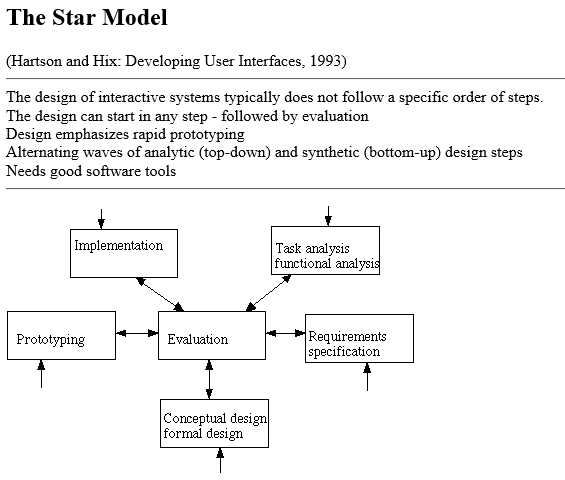 The Star Model
(Hartson and Hix: Developing User Interfaces, 1993)
The design of interactive systems typically does not follow a specific order of steps.
The design can start in any step - followed by evaluation
Design emphasizes rapid prototyping
Alternating waves of analytic (top-down) and synthetic (bottom-up) design steps
Needs good software tools
Implementation
Task analysis
functional analysis
Prototyping
Evaluation
Requirements
specification
Conceptual design
formal design